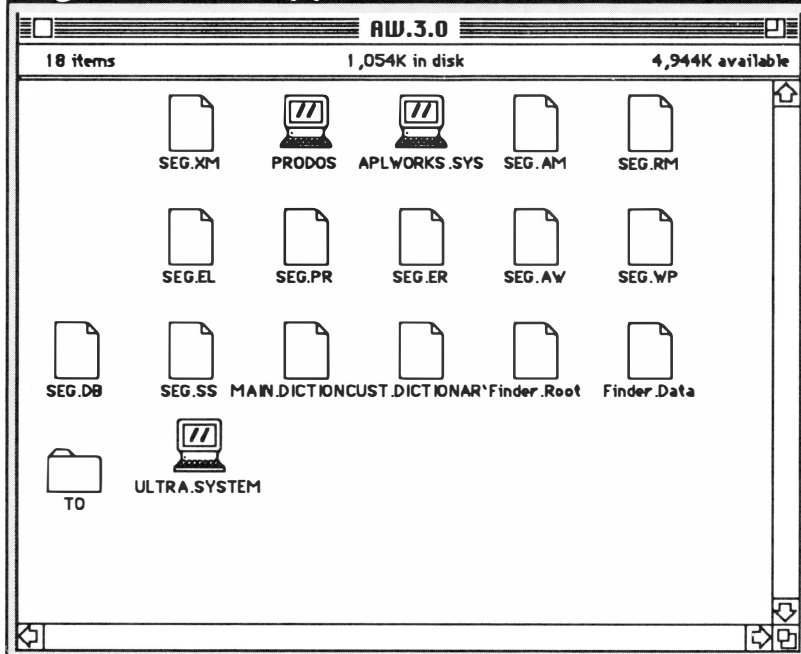 AW.3.0
18 items 1,054K in disk 4,944K available
SEG.XM PRODOS APLWORKS.SYS SEG.AM SEG.RM
SEG.EL SEG.PR SEG.ER SEG.AW SEG.WP
SEG.DB SEG.SS MAIN.DICTIONCUST.DICTIONAR Finder.Root Finder.Data
TO ULTRA.SYSTEM